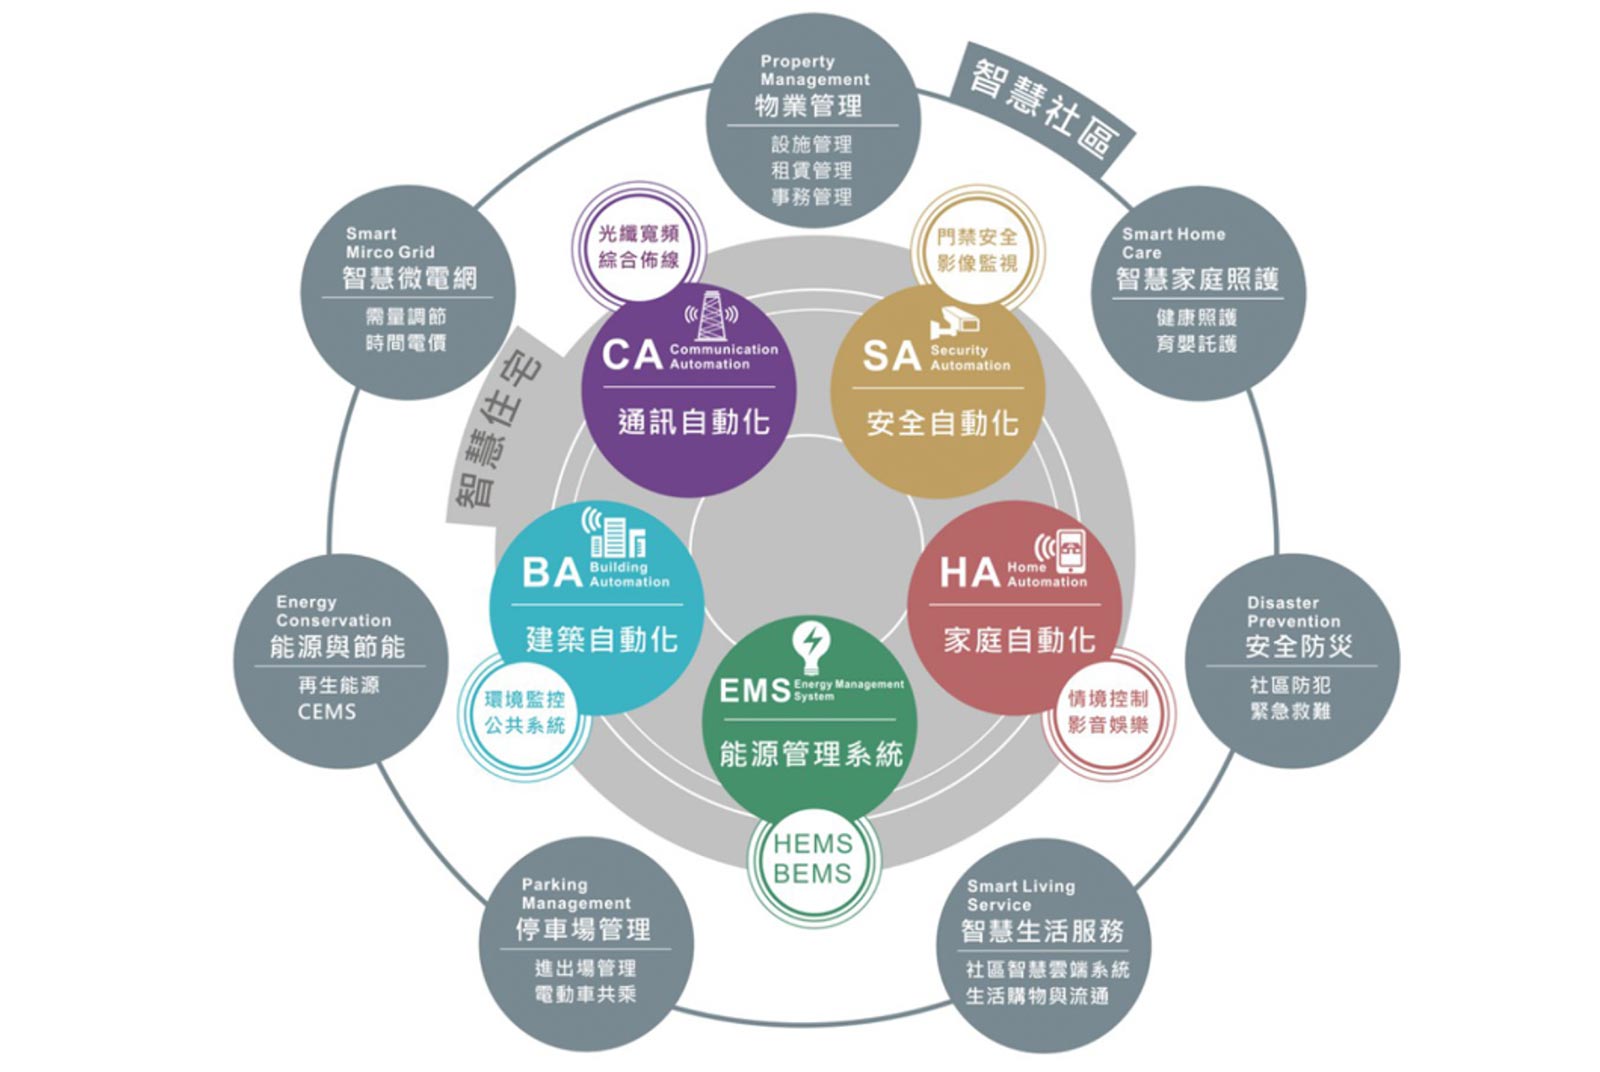 Property
Management
物業管理
設施管理
租賃管理
事務管理
智慧社區
Smart
Mirco Grid
智慧微電網
需量調節
時間電價
光纖寬頻
綜合佈線
門禁安全
影像監視
Smart Home
Care
智慧家庭照護
健康照護
育嬰託護
智慧住宅
CA Communication
Automation
通訊自動化
SA Security
Automation
安全自動化
BA Building
Automation
建築自動化
HA Home
Automation
家庭自動化
Energy
Conservation
能源與節能
再生能源
CEMS
環境監控
公共系統
EMS Energy Management
System
能源管理系統
情境控制
影音娛樂
Disaster
Prevention
安全防災
社區防犯
緊急救難
HEMS
BEMS
Parking
Management
停車場管理
進出場管理
電動車共乘
Smart Living
Service
智慧生活服務
社區智慧雲端系統
生活購物與流通